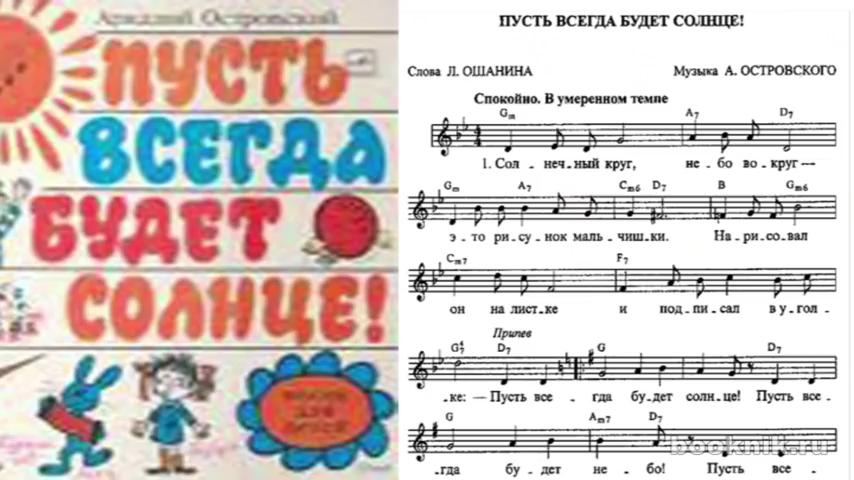 Аркадий Островский
ПУСТЬ
ВСЕГДА
БУДЕТ
СОЛНЦЕ!
ПУСТЬ ВСЕГДА БУДЕТ СОЛНЦЕ!
Слова Л. ОШАНИНА
Музыка А. ОСТРОВСКОГО
Спокойно. В умеренном темпе
Gm A7 D7
1. Сол - неч-ный круг, не - бо во - круг —
Gm A7 Cm6 D7 B Gm6
э - то ри - су - нок маль - чиш-ки. На - ри - со - вал
Cm7 F7
он на лист - ке и под - пи - сал в у - гол -
Припев
G4 7 D7 G D7
- ке: — Пусть все - гда бу - дет солн - це! Пусть все -
G Am7 D7
- гда бу - дет не - бо! Пусть все -
booknik.ru